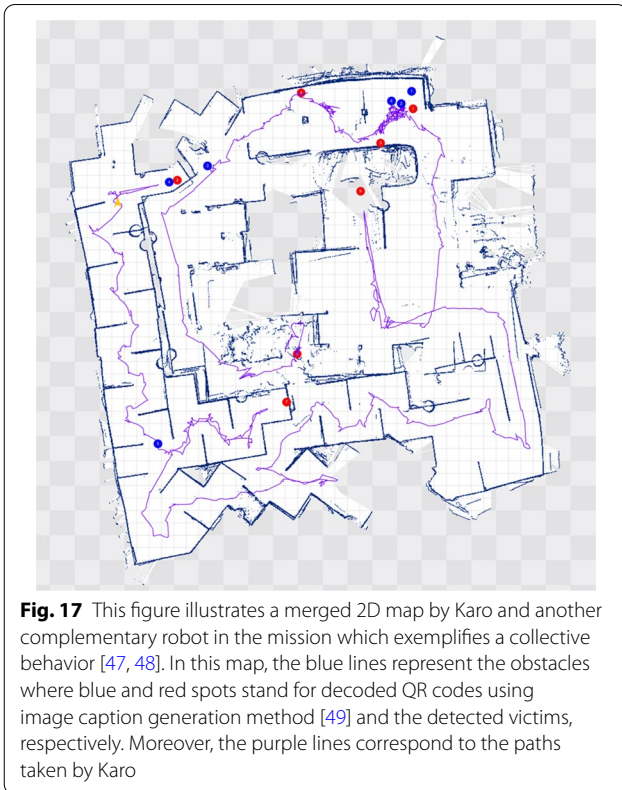 Fig. 17 This figure illustrates a merged 2D map by Karo and another
complementary robot in the mission which exemplifies a collective
behavior [47, 48]. In this map, the blue lines represent the obstacles
where blue and red spots stand for decoded QR codes using
image caption generation method [49] and the detected victims,
respectively. Moreover, the purple lines correspond to the paths
taken by Karo